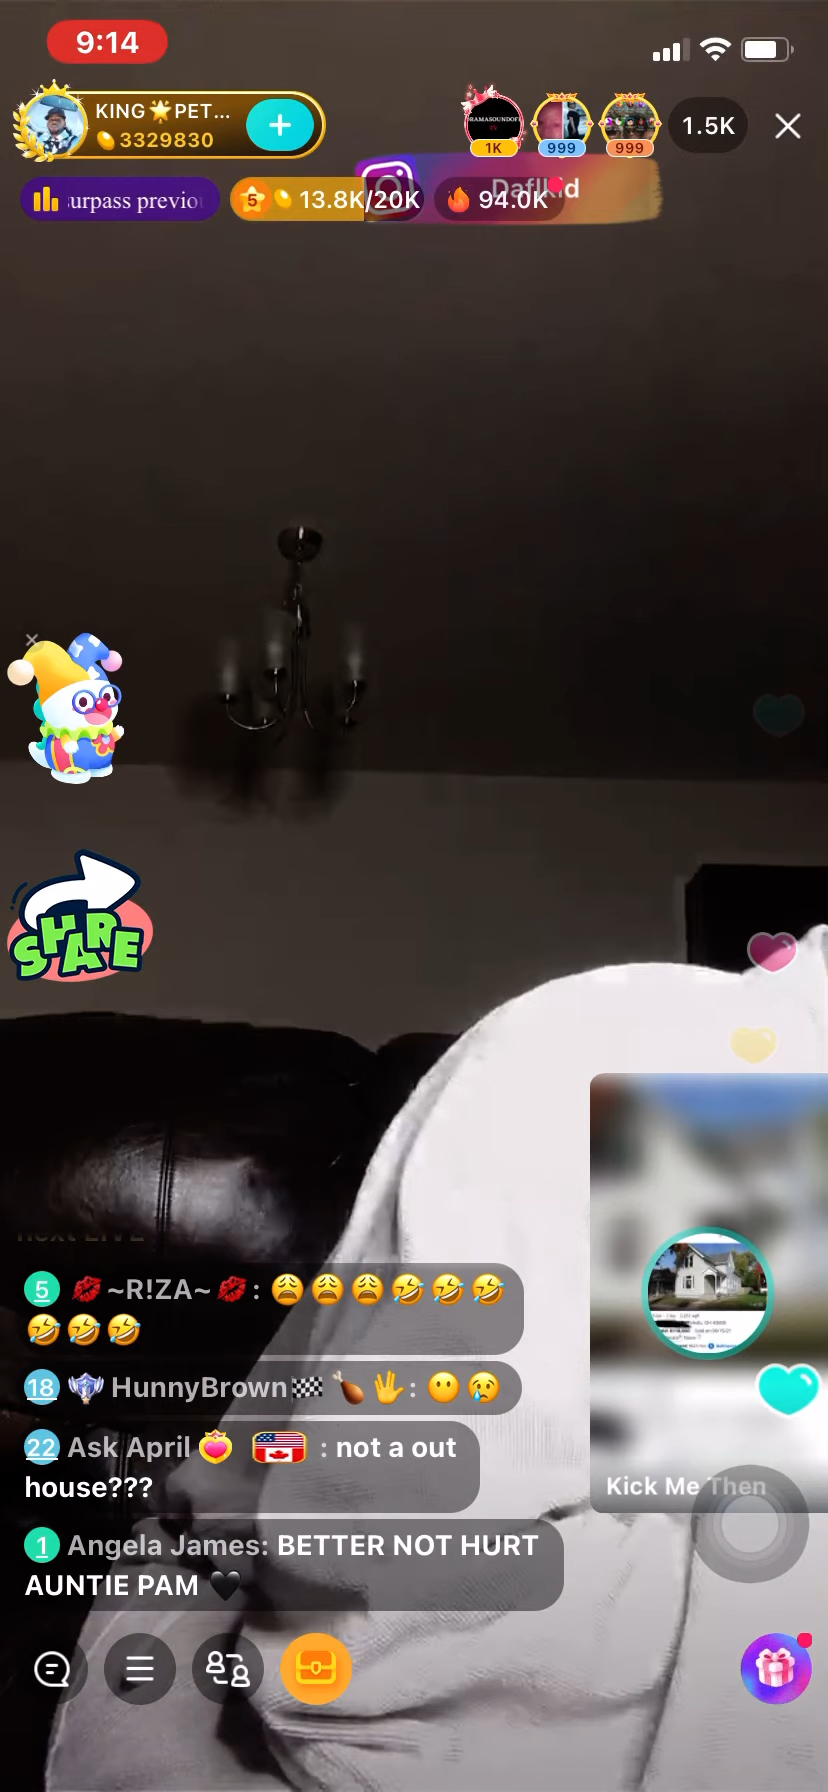 9:14
KING🌟PET...
3329830
1K
999
999
1.5K
urpass previo
5 13.8K/20K
94.0K
SHARE
next LIVE
5 💋~R!ZA~💋: 😩😩😩🤣🤣🤣
🤣🤣🤣
18 HunnyBrown🏁🍗🖖: 😶😢
22 Ask April : not a out
house???
1 Angela James: BETTER NOT HURT
AUNTIE PAM 🖤
Kick Me Then